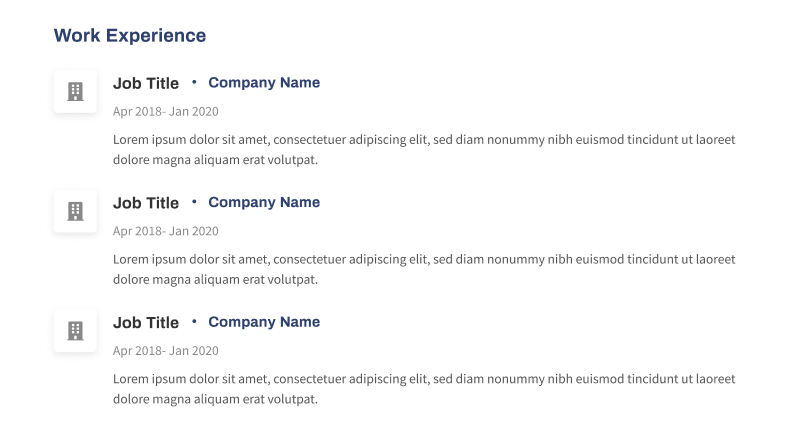 Work Experience
Job Title • Company Name
Apr 2018- Jan 2020
Lorem ipsum dolor sit amet, consectetuer adipiscing elit, sed diam nonummy nibh euismod tincidunt ut laoreet
dolore magna aliquam erat volutpat.
Job Title • Company Name
Apr 2018- Jan 2020
Lorem ipsum dolor sit amet, consectetuer adipiscing elit, sed diam nonummy nibh euismod tincidunt ut laoreet
dolore magna aliquam erat volutpat.
Job Title • Company Name
Apr 2018- Jan 2020
Lorem ipsum dolor sit amet, consectetuer adipiscing elit, sed diam nonummy nibh euismod tincidunt ut laoreet
dolore magna aliquam erat volutpat.